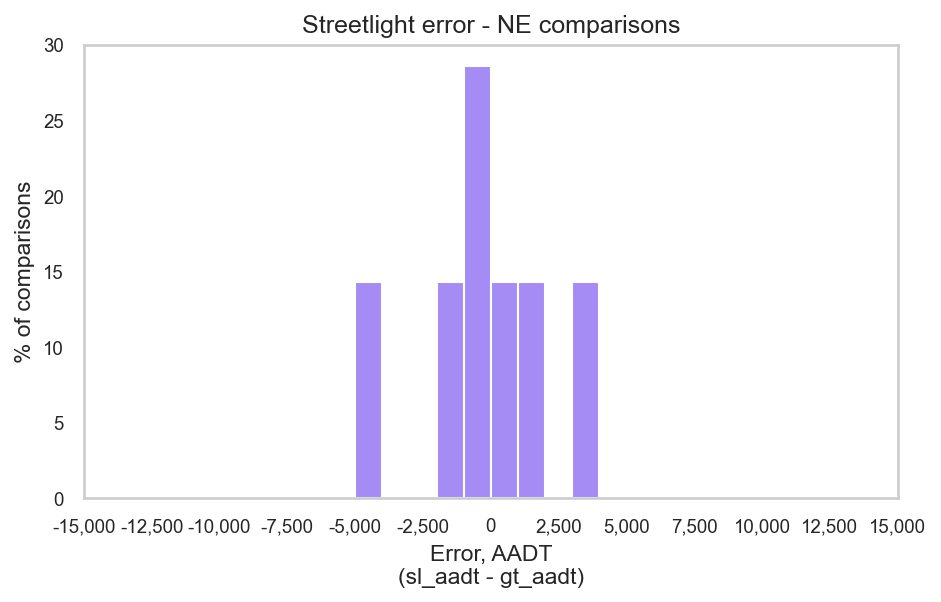 Streetlight error - NE comparisons
30
25
20
15
10
5
0
% of comparisons
-15,000 -12,500 -10,000 -7,500 -5,000 -2,500 0 2,500 5,000 7,500 10,000 12,500 15,000
Error, AADT
(sl_aadt - gt_aadt)